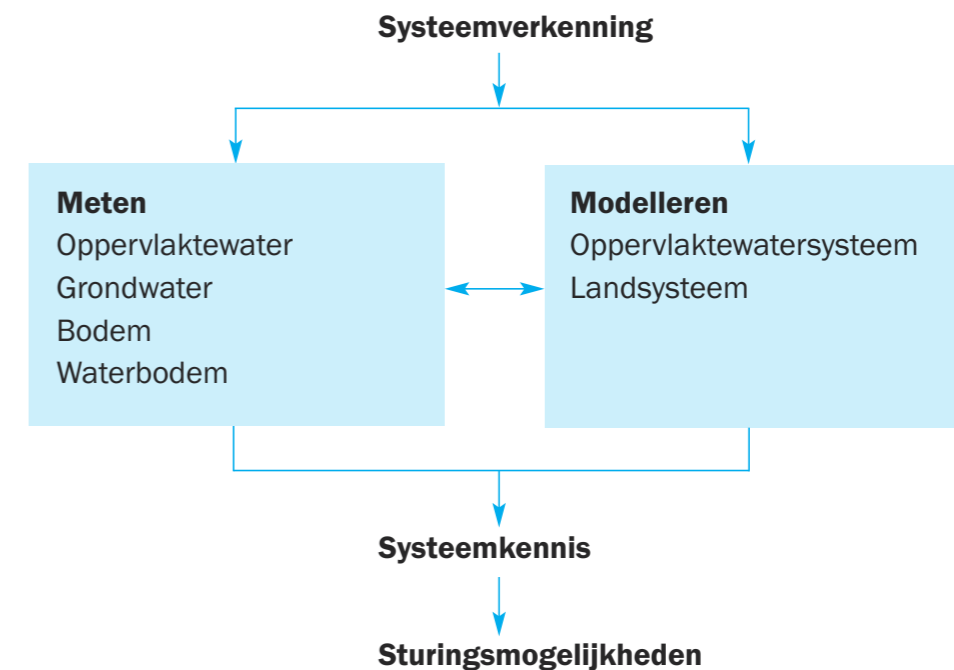 Systeemverkenning
Meten
Oppervlaktewater
Grondwater
Bodem
Waterbodem
Modelleren
Oppervlaktewatersysteem
Landsysteem
Systeemkennis
Sturingsmogelijkheden